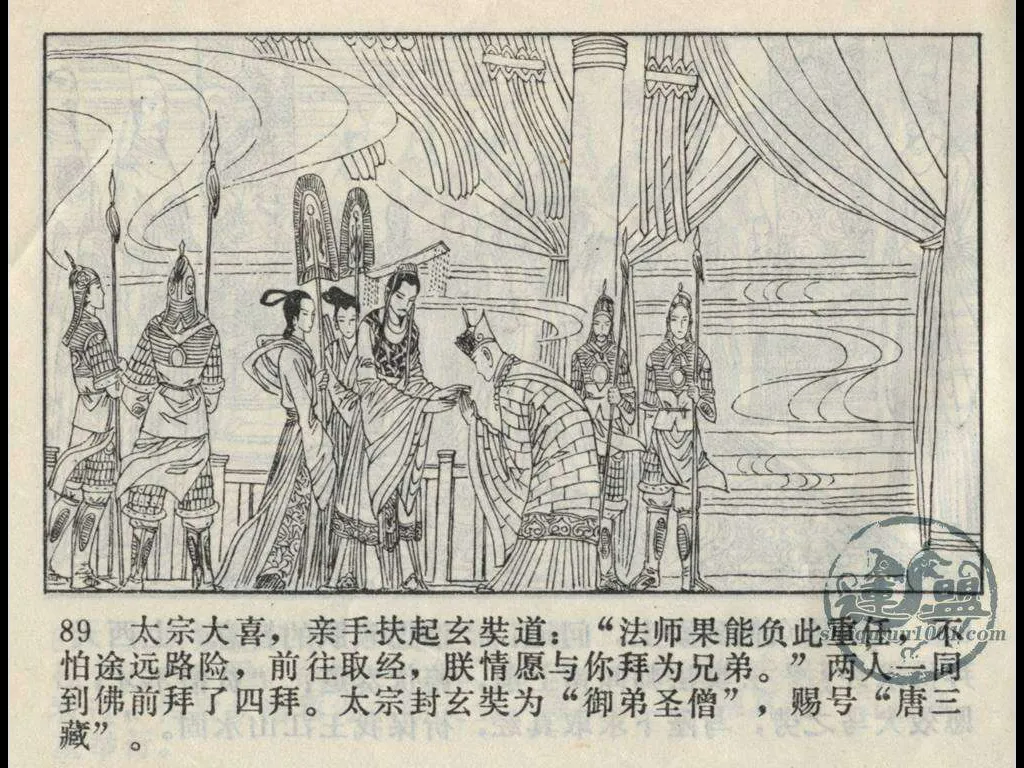 89 太宗大喜，亲手扶起玄奘道：“法师果能负此重任，不
怕途远路险，前往取经，朕情愿与你拜为兄弟。”两人一同
到佛前拜了四拜。太宗封玄奘为“御弟圣僧”，赐号“唐三
藏”。
連盟